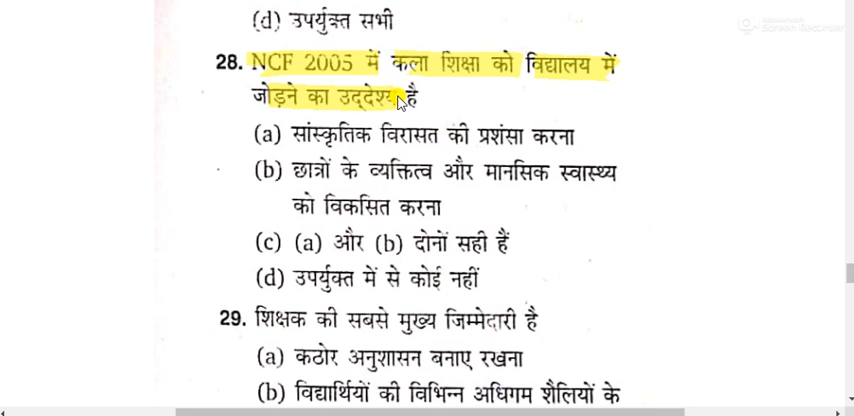 (d) उपर्युक्त सभी
28. NCF 2005 में कला शिक्षा को विद्यालय में
जोड़ने का उद्देश्य है
(a) सांस्कृतिक विरासत की प्रशंसा करना
(b) छात्रों के व्यक्तित्व और मानसिक स्वास्थ्य
को विकसित करना
(c) (a) और (b) दोनों सही हैं
(d) उपर्युक्त में से कोई नहीं
29. शिक्षक की सबसे मुख्य जिम्मेदारी है
(a) कठोर अनुशासन बनाए रखना
(b) विद्यार्थियों की विभिन्न अधिगम शैलियों के